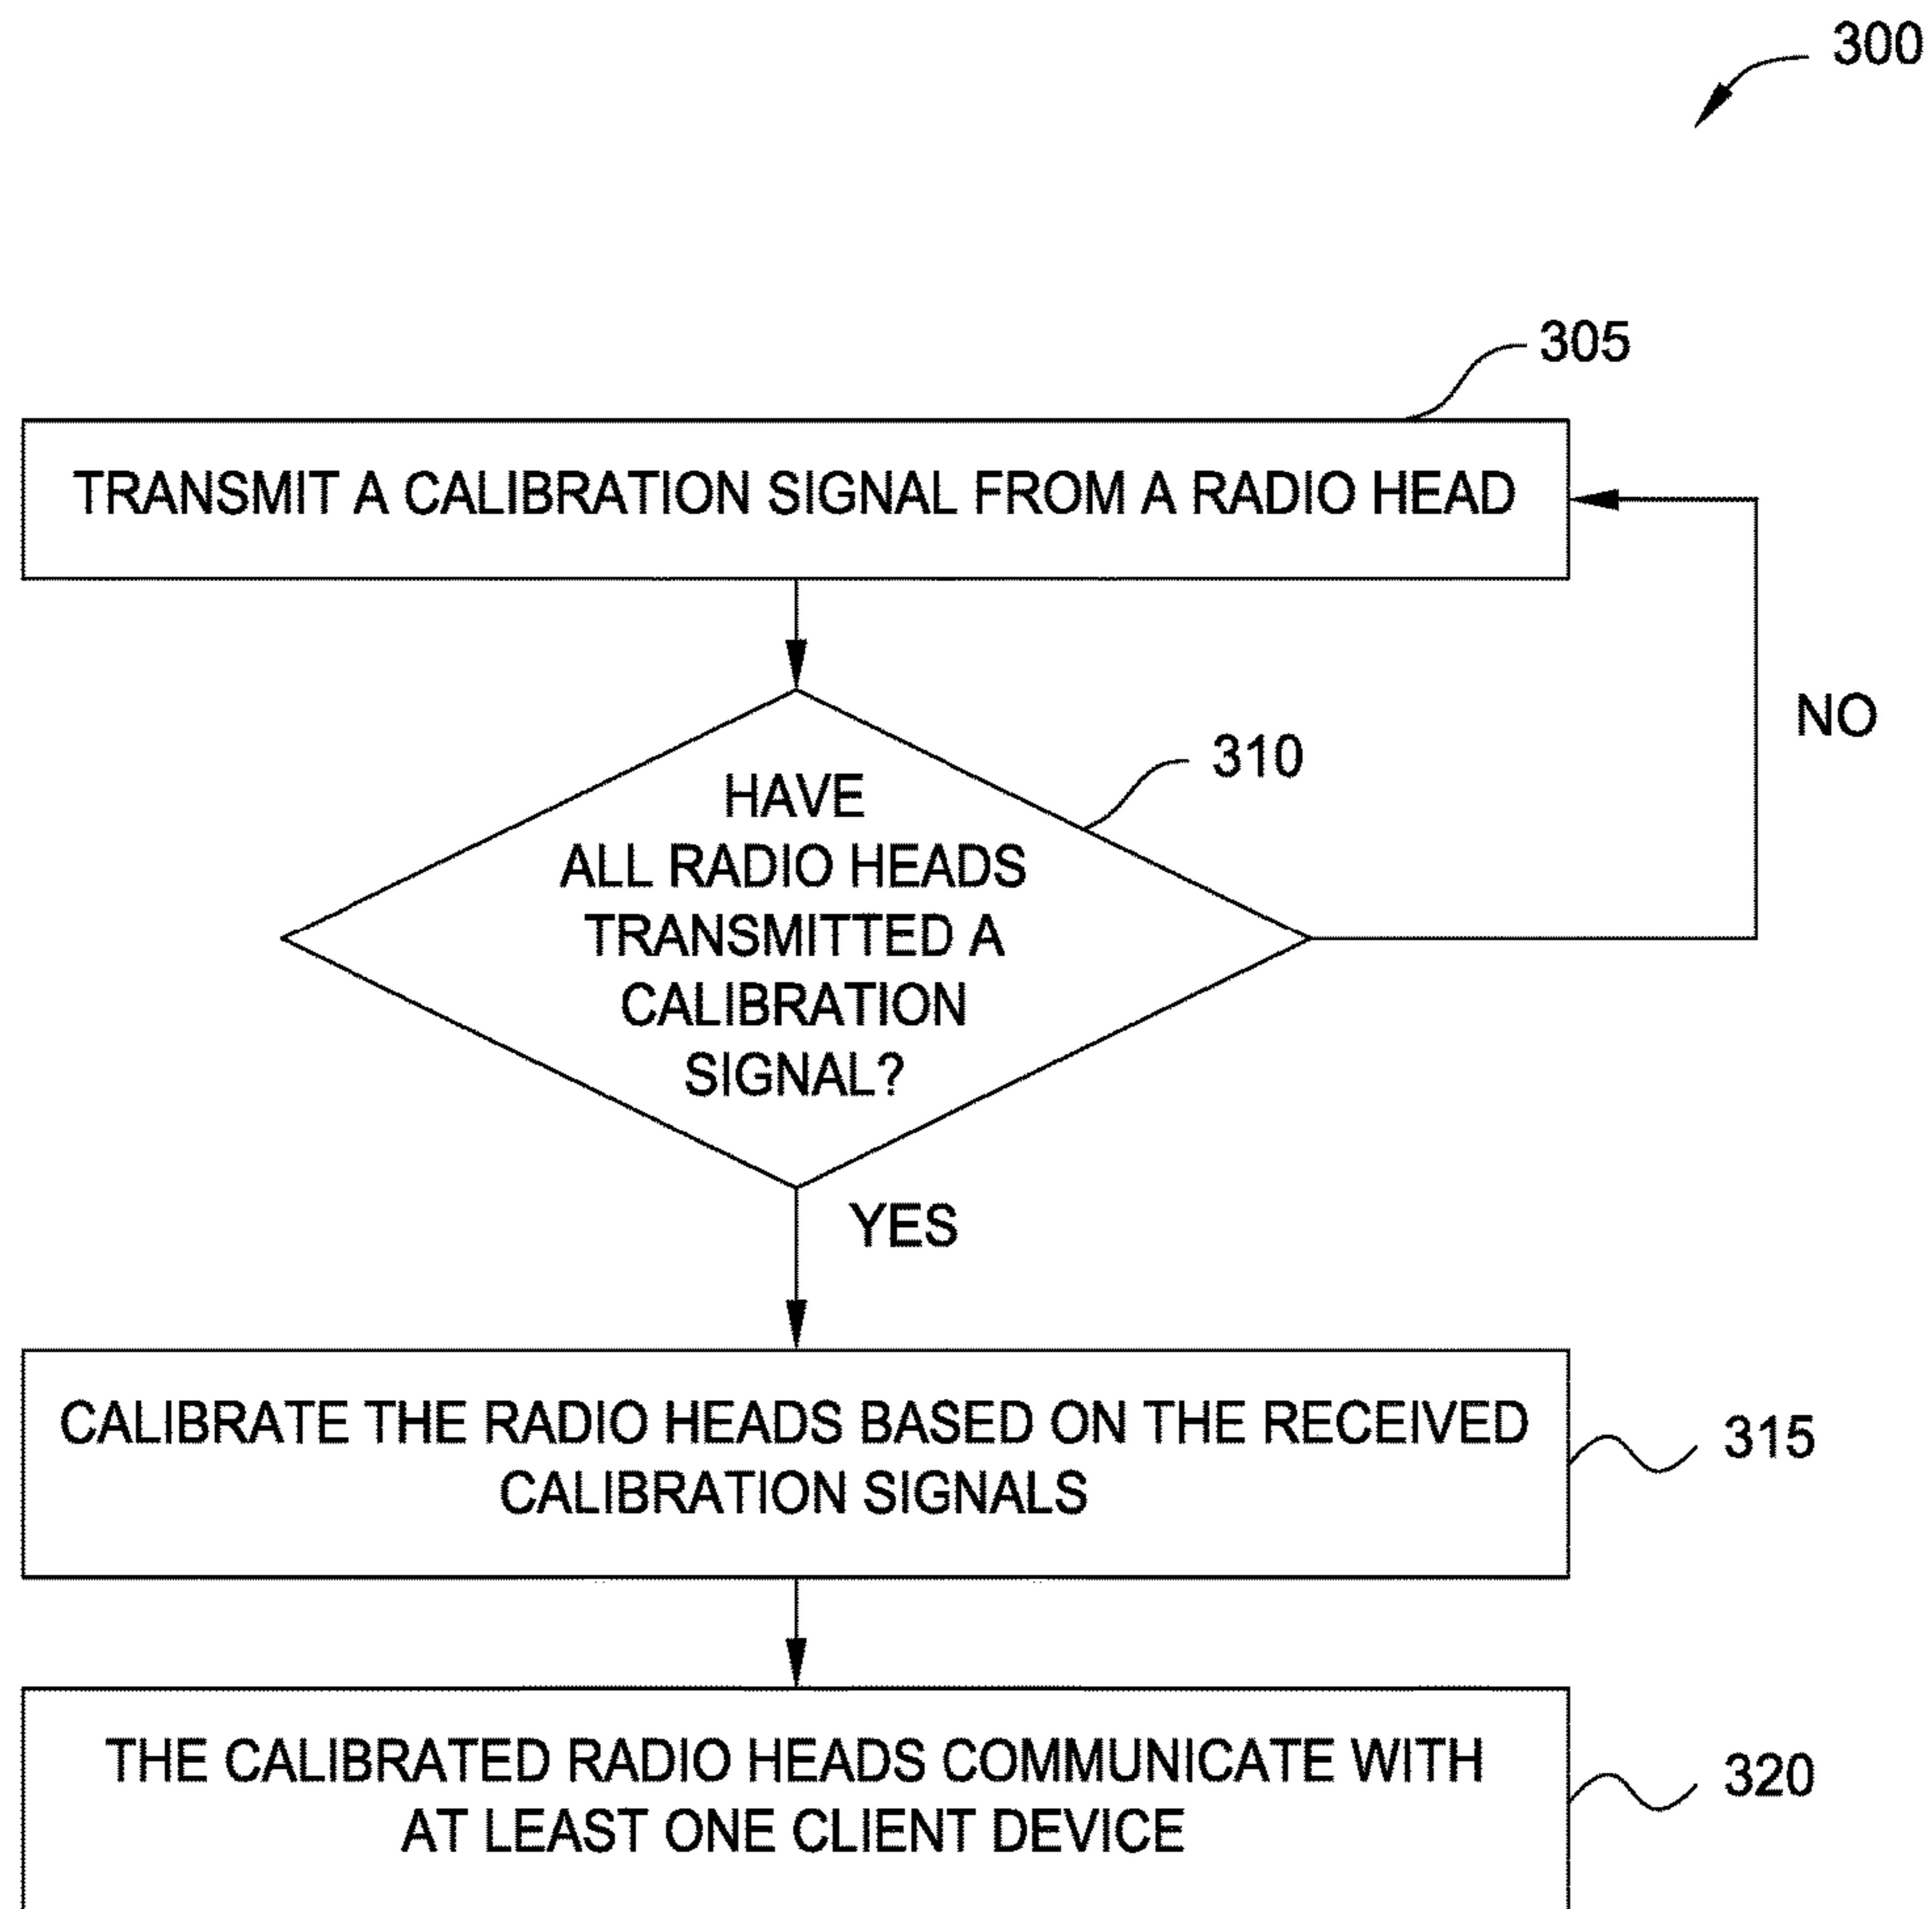 300
305
TRANSMIT A CALIBRATION SIGNAL FROM A RADIO HEAD
NO
310
HAVE
ALL RADIO HEADS
TRANSMITTED A
CALIBRATION
SIGNAL?
YES
CALIBRATE THE RADIO HEADS BASED ON THE RECEIVED
CALIBRATION SIGNALS
315
THE CALIBRATED RADIO HEADS COMMUNICATE WITH
AT LEAST ONE CLIENT DEVICE
320